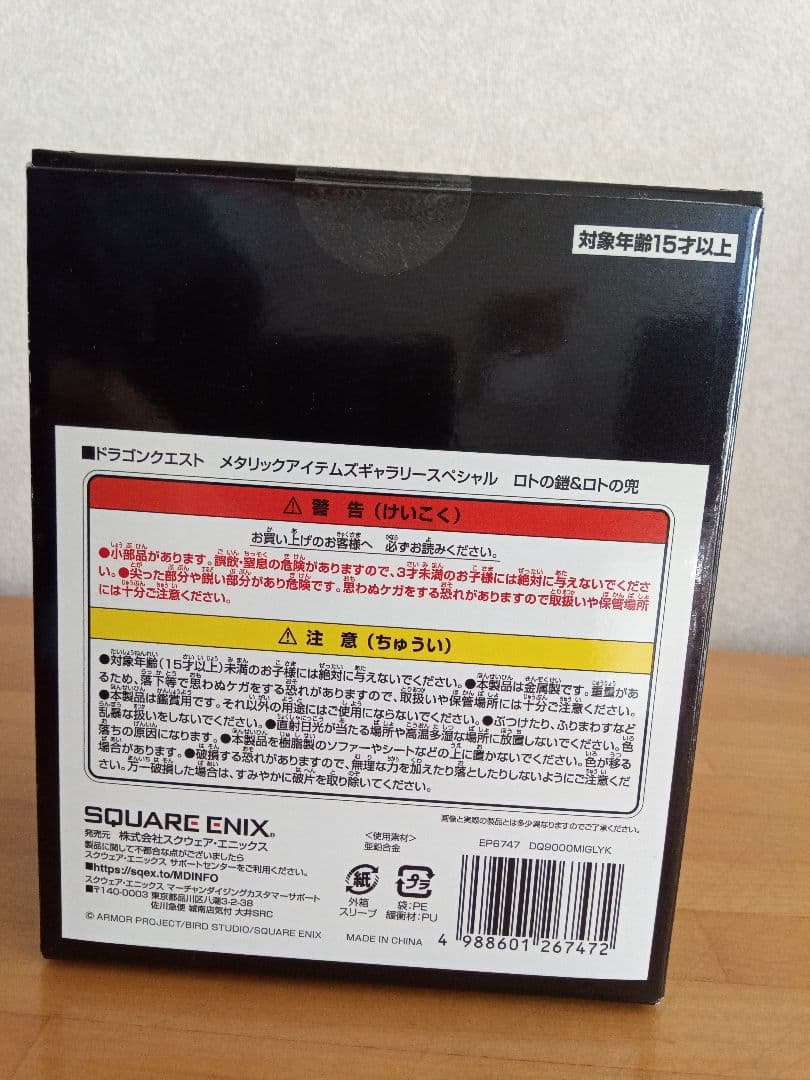 対象年齢15才以上
■ドラゴンクエスト メタリックアイテムズギャラリースペシャル ロトの鎧&ロトの兜
⚠ 警 告(けいこく)
お買い上げのお客様へ 必ずお読みください。
●小部品があります。誤飲・窒息の危険がありますので、3才未満のお子様には絶対に与えないでくださ
い。●尖った部分や鋭い部分があり危険です。思わぬケガをする恐れがありますので取扱いや保管場所
には十分ご注意ください。
⚠ 注 意(ちゅうい)
●対象年齢(15才以上)未満のお子様には絶対に与えないでください。●本製品は金属製です。重量があ
るため、落下等で思わぬケガをする恐れがありますので、取扱いや保管場所には十分ご注意ください。
●本製品は鑑賞用です。それ以外の用途にはご使用にならないでください。●ぶつけたり、ふりまわすなど
乱暴な扱いをしないでください。●直射日光が当たる場所や高温多湿な場所に放置しないでください。色
落ちの原因になります。●本製品を樹脂製のソファーやシートなどの上に置かないでください。色が移る
場合があります。●破損する恐れがありますので、無理な力を加えたり落としたりしないようにご注意くだ
さい。万一破損した場合は、すみやかに破片を取り除いてください。
画像と実際の製品とは多少異なりますのでご了承ください。
SQUARE ENIX®
発売元 株式会社スクウェア・エニックス
製品に関して不都合な点がございましたら
スクウェア・エニックス サポートセンターをご利用ください。
■https://sqex.to/MDINFO
スクウェア・エニックス マーチャンダイジングカスタマーサポート
■〒140-0003 東京都品川区八潮3-2-38
佐川急便 城南店気付 大井SRC
© ARMOR PROJECT/BIRD STUDIO/SQUARE ENIX
<使用素材>
亜鉛合金
紙
外箱
スリーブ
プラ
袋:PE
緩衝材:PU
MADE IN CHINA
EP6747 DQ9000MIGLYK
4 988601 267472